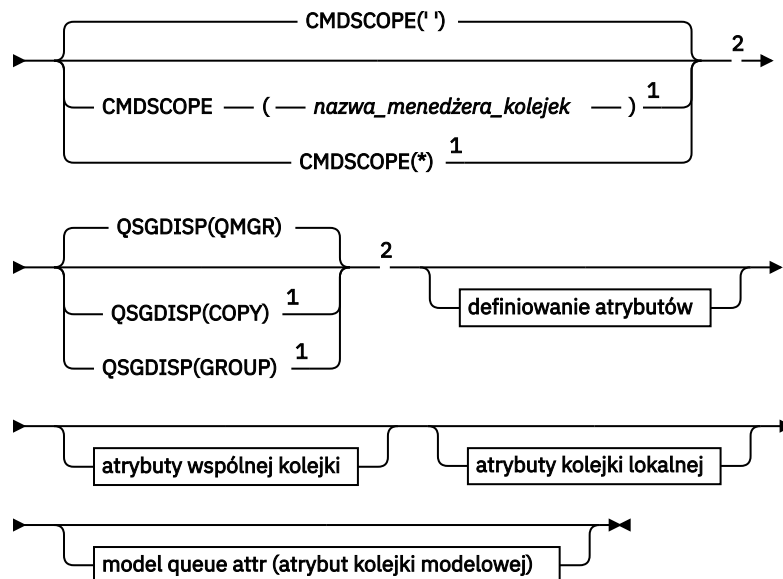 CMDSCOPE(' ')
2
CMDSCOPE ( nazwa_menedżera_kolejek ) 1
CMDSCOPE(*) 1
QSGDISP(QMGR)
2
QSGDISP(COPY) 1
definiowanie atrybutów
QSGDISP(GROUP) 1
atrybuty wspólnej kolejki
atrybuty kolejki lokalnej
model queue attr (atrybut kolejki modelowej)